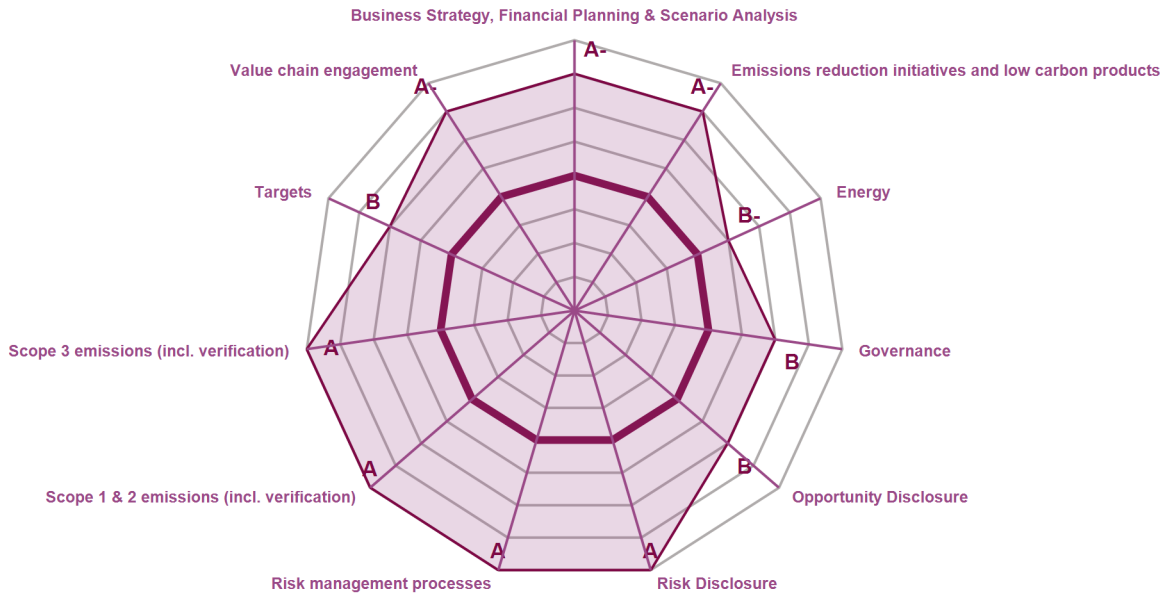 Business Strategy, Financial Planning & Scenario Analysis
A-
Value chain engagement
A-
A-
Emissions reduction initiatives and low carbon products
Targets
B
B-
Energy
Scope 3 emissions (incl. verification)
A
B
Governance
Scope 1 & 2 emissions (incl. verification)
A
B
Opportunity Disclosure
Risk management processes
A
A
Risk Disclosure